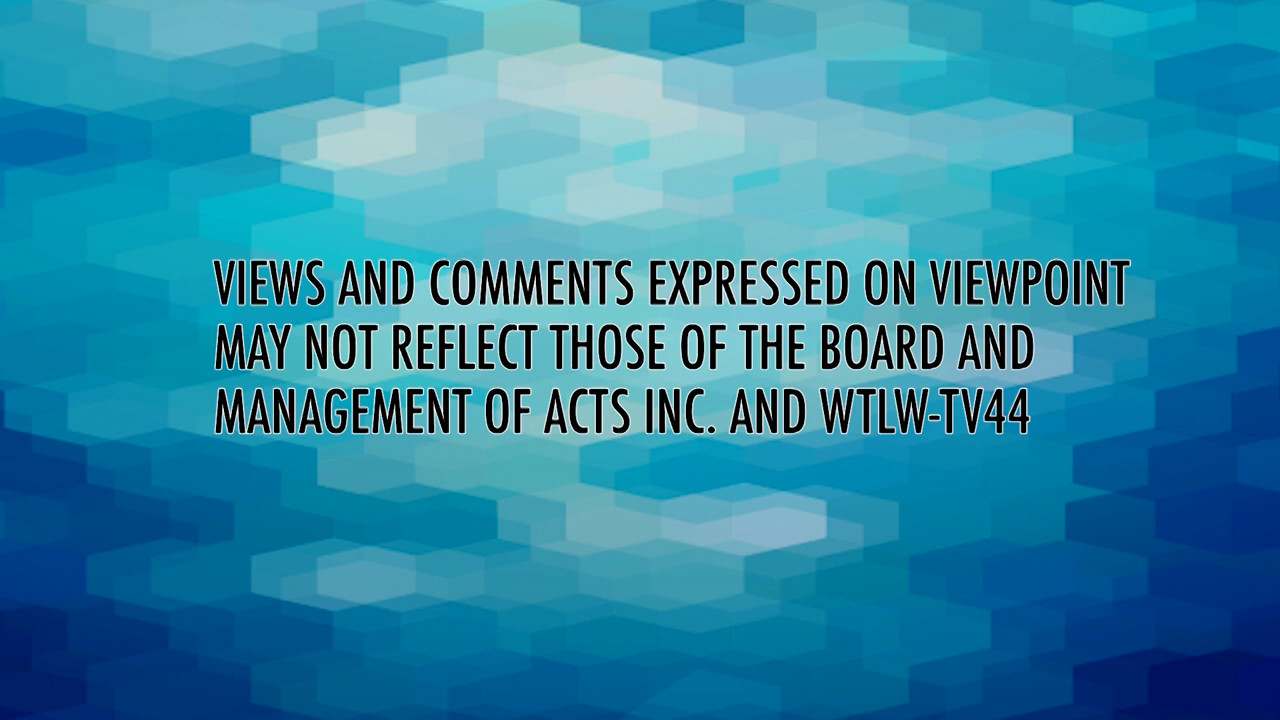 VIEWS AND COMMENTS EXPRESSED ON VIEWPOINT
MAY NOT REFLECT THOSE OF THE BOARD AND
MANAGEMENT OF ACTS INC. AND WTLW-TV44